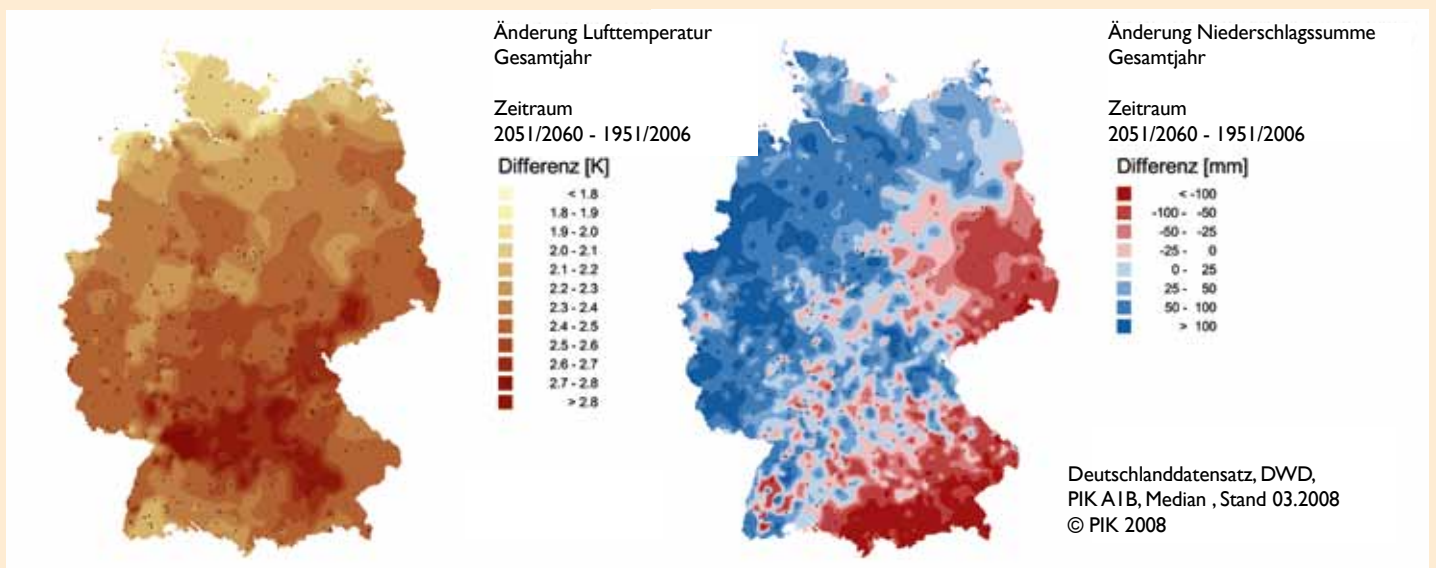 Änderung Lufttemperatur
Gesamtjahr
Zeitraum
2051/2060 - 1951/2006
Differenz [K]
< 1.8
1.8 - 1.9
1.9 - 2.0
2.0 - 2.1
2.1 - 2.2
2.2 - 2.3
2.3 - 2.4
2.4 - 2.5
2.5 - 2.6
2.6 - 2.7
2.7 - 2.8
> 2.8
Änderung Niederschlagssumme
Gesamtjahr
Zeitraum
2051/2060 - 1951/2006
Differenz [mm]
< -100
-100 - -50
-50 - -25
-25 - 0
0 - 25
25 - 50
50 - 100
> 100
Deutschlanddatensatz, DWD,
PIK A1B, Median , Stand 03.2008
© PIK 2008